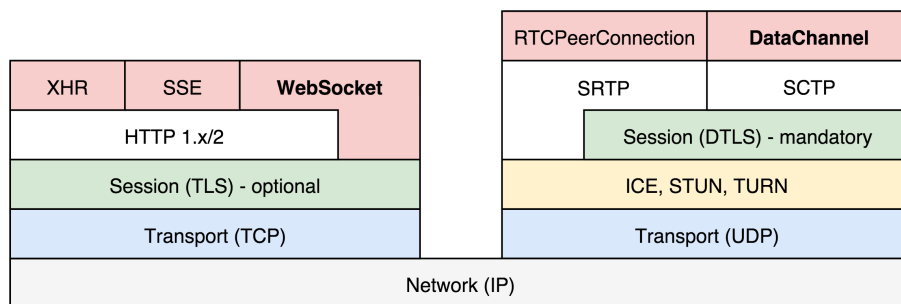 RTCPeerConnection DataChannel
XHR SSE WebSocket SRTP SCTP
HTTP 1.x/2 Session (DTLS) - mandatory
Session (TLS) - optional ICE, STUN, TURN
Transport (TCP) Transport (UDP)
Network (IP)